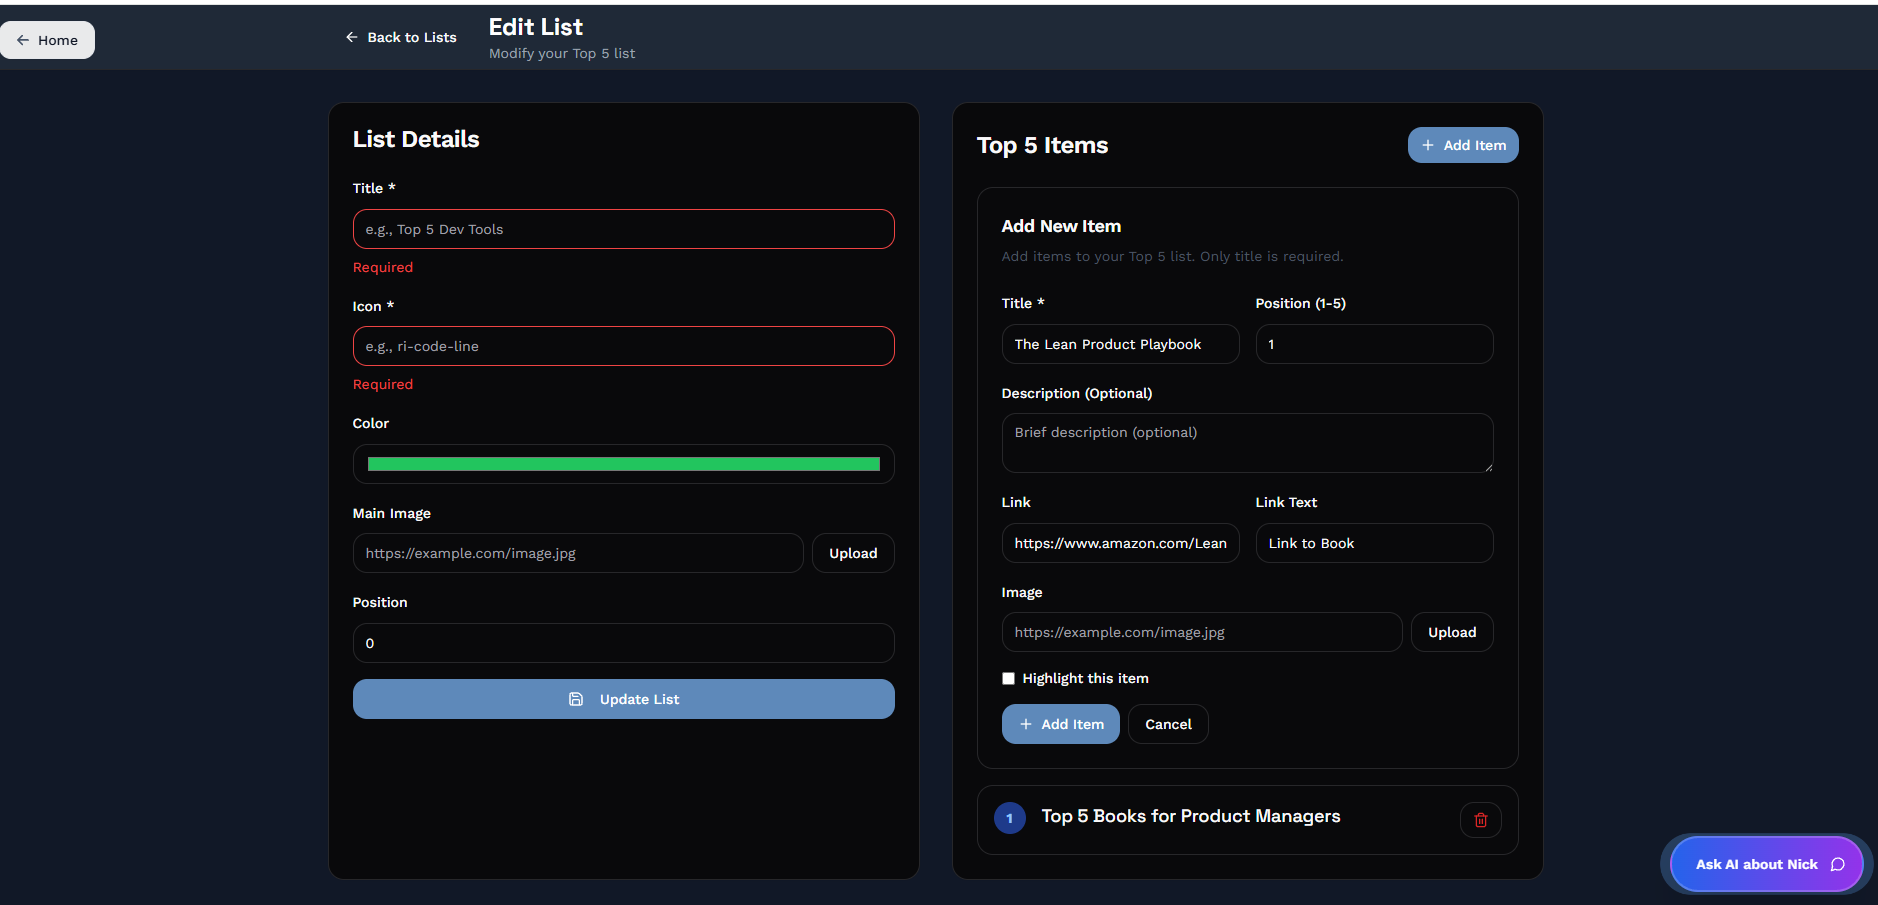 Home
Back to Lists
Edit List
Modify your Top 5 list
List Details
Title *
e.g., Top 5 Dev Tools
Required
Icon *
e.g., ri-code-line
Required
Color
Main Image
https://example.com/image.jpg
Upload
Position
0
Update List
Top 5 Items
Add Item
Add New Item
Add items to your Top 5 list. Only title is required.
Title *
Position (1-5)
The Lean Product Playbook
1
Description (Optional)
Brief description (optional)
Link
Link Text
https://www.amazon.com/Lean
Link to Book
Image
https://example.com/image.jpg
Upload
Highlight this item
Add Item
Cancel
1
Top 5 Books for Product Managers
Ask AI about Nick